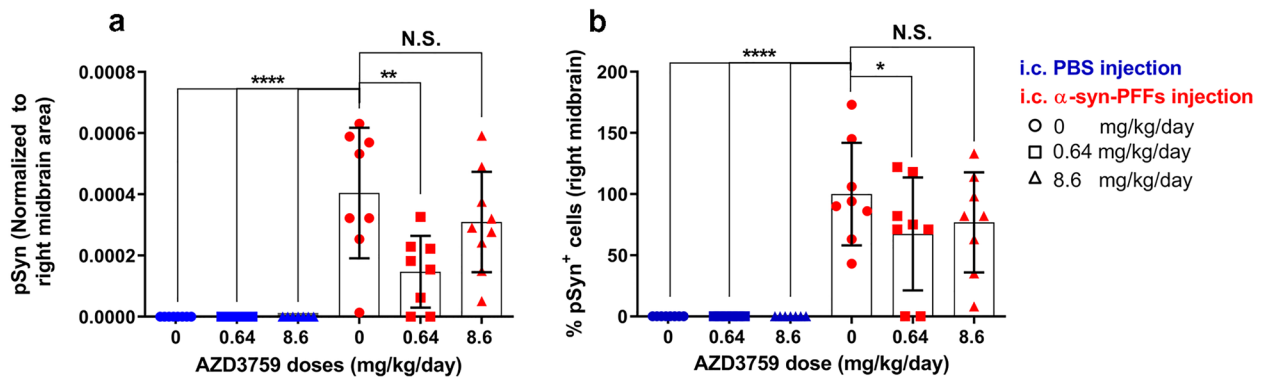 a
N.S.
****
**
pSyn (Normalized to
right midbrain area)
0.0008
0.0006
0.0004
0.0002
0.0000
0 0.64 8.6 0 0.64 8.6
AZD3759 doses (mg/kg/day)
b
N.S.
****
*
% pSyn+ cells (right midbrain)
200
150
100
50
0
0 0.64 8.6 0 0.64 8.6
AZD3759 dose (mg/kg/day)
i.c. PBS injection
i.c. α-syn-PFFs injection
0 mg/kg/day
0.64 mg/kg/day
8.6 mg/kg/day